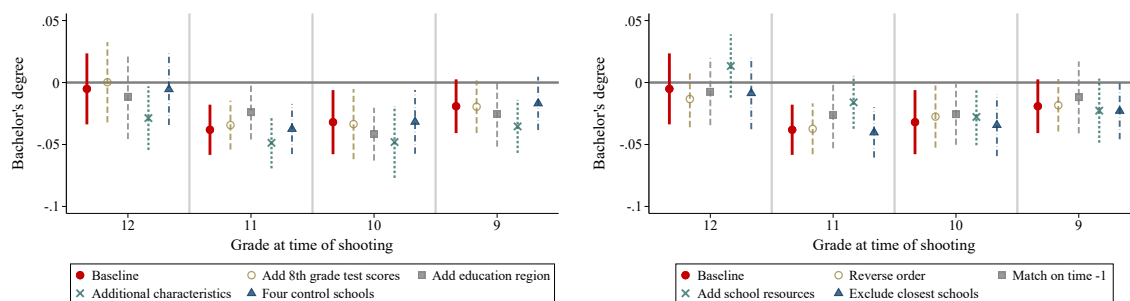 .05
0
-.05
-.1
Bachelor's degree
12 11 10 9
Grade at time of shooting
Baseline Add 8th grade test scores Add education region
Additional characteristics Four control schools
.05
0
-.05
-.1
Bachelor's degree
12 11 10 9
Grade at time of shooting
Baseline Reverse order Match on time -1
Add school resources Exclude closest schools